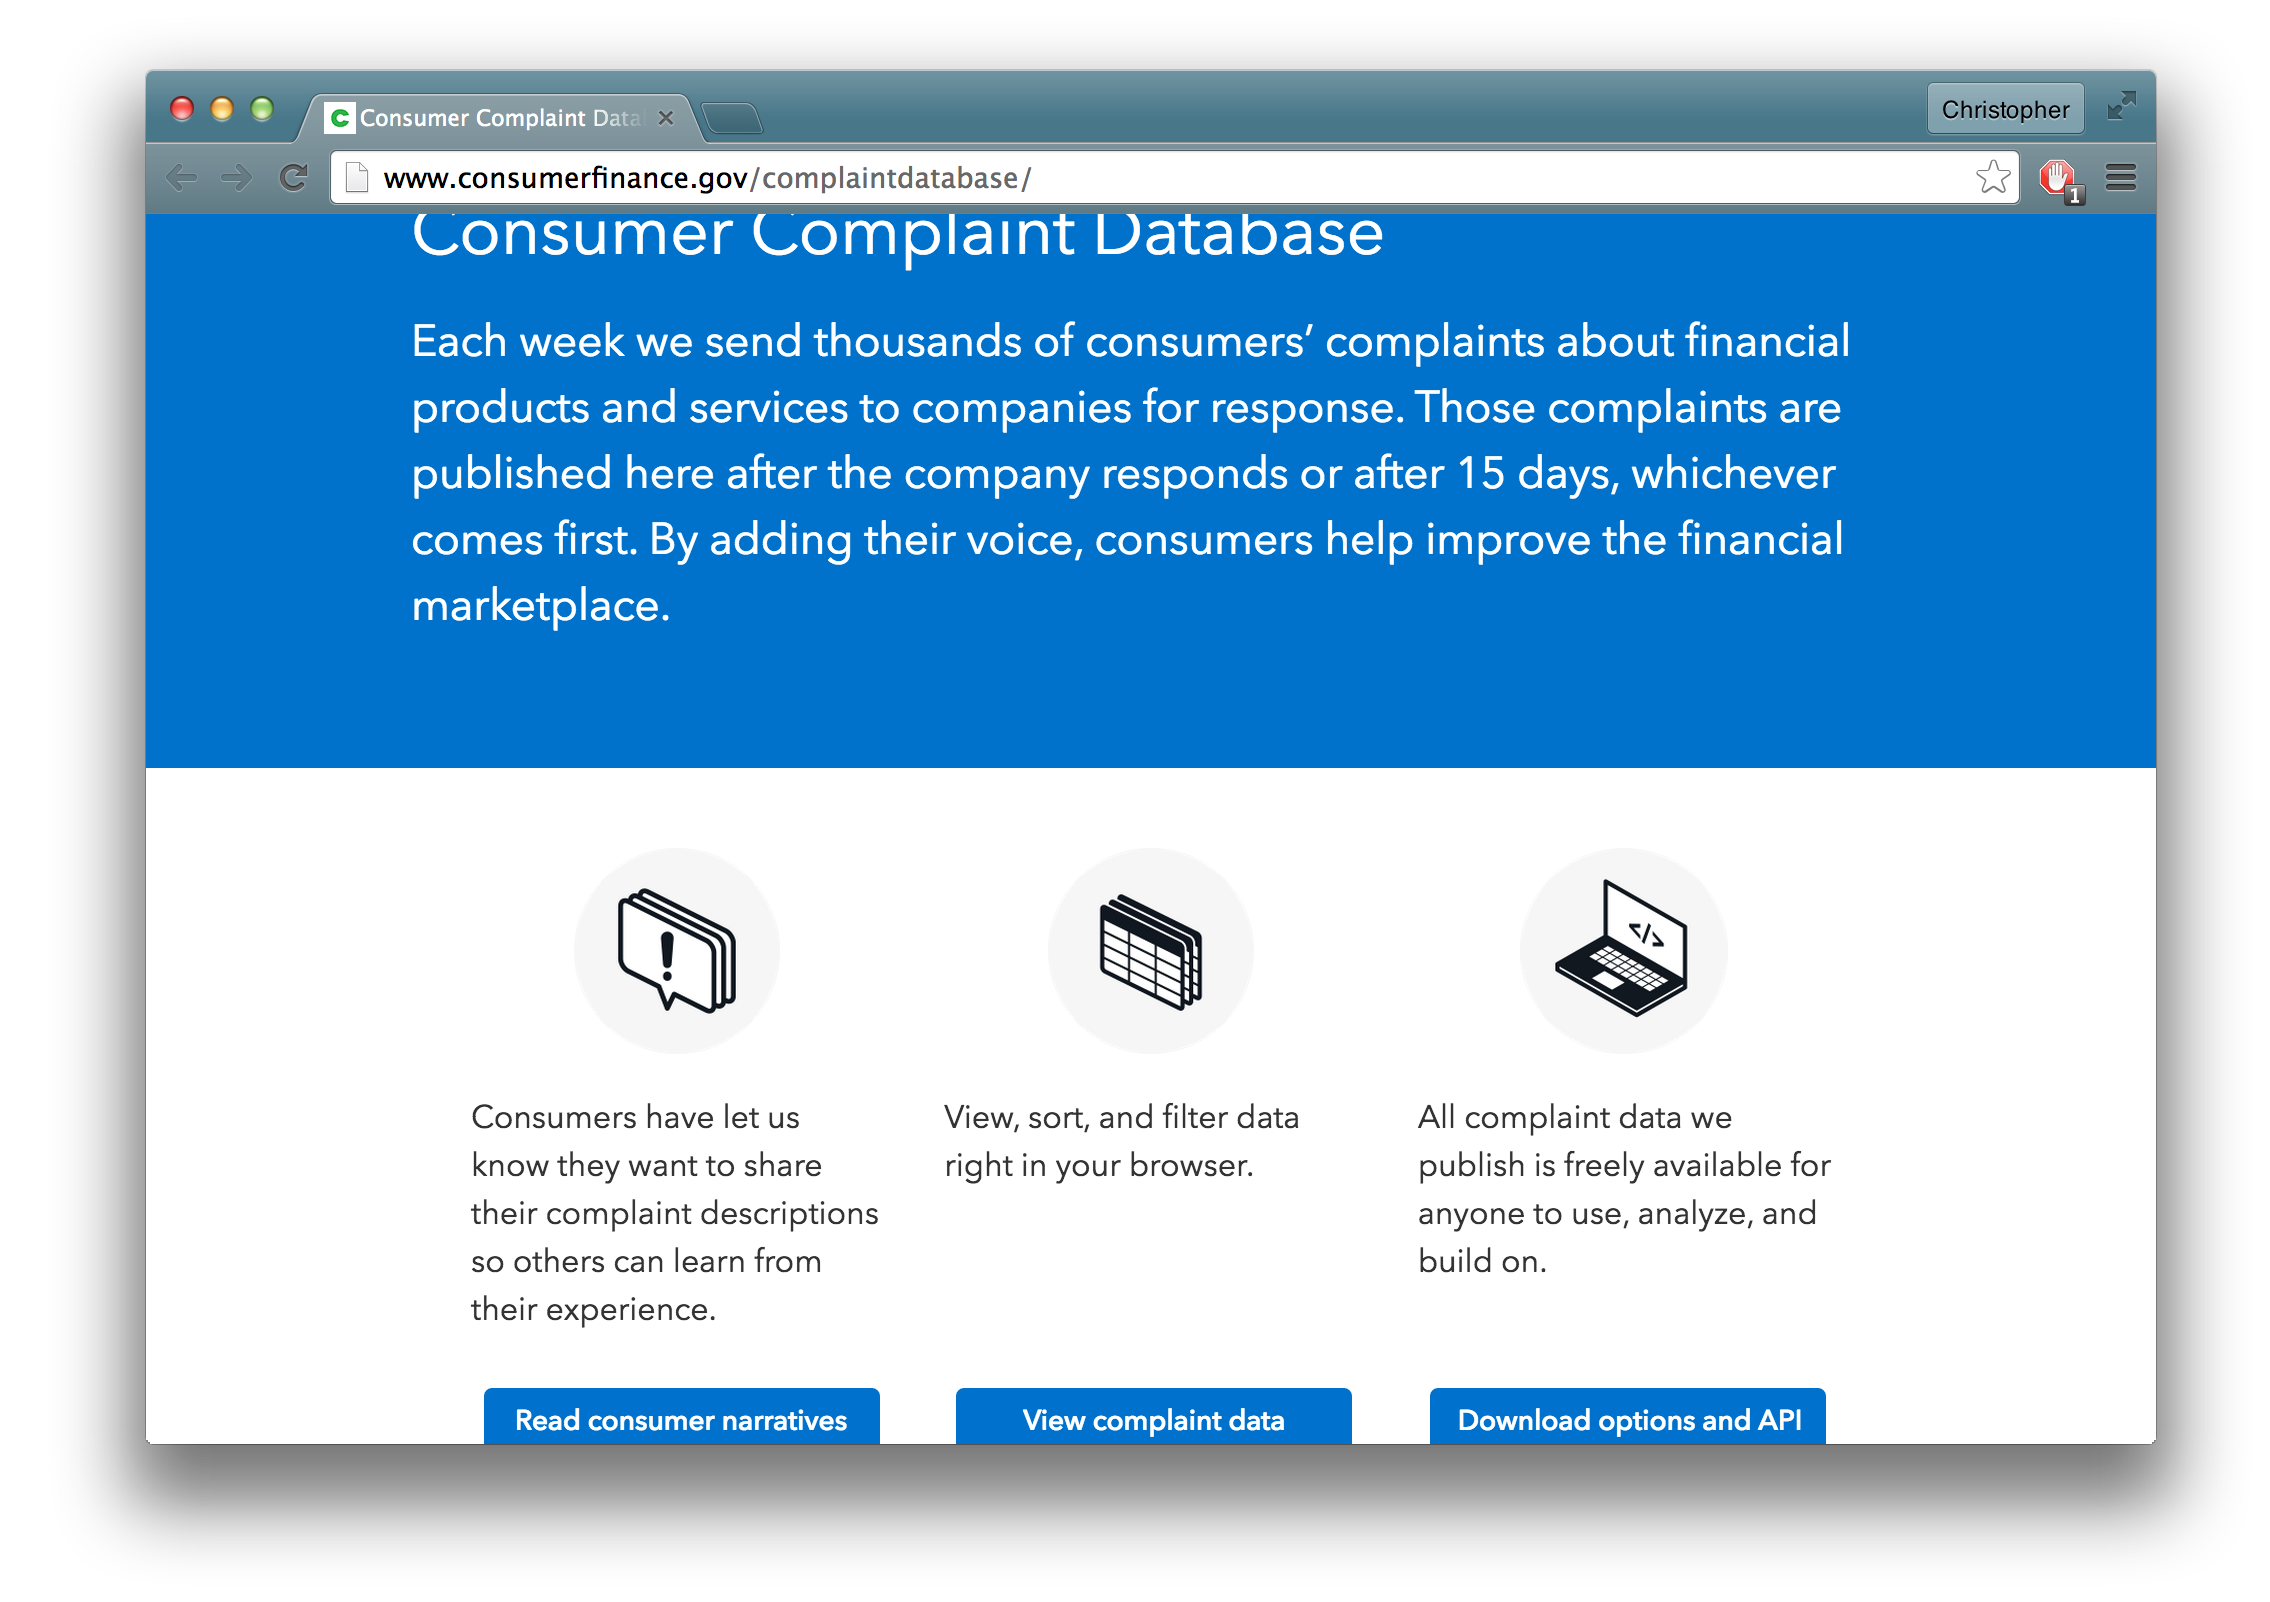 Consumer Complaint Data
Christopher
www.consumerfinance.gov/complaintdatabase/
1
Consumer Complaint Database
Each week we send thousands of consumers’ complaints about financial
products and services to companies for response. Those complaints are
published here after the company responds or after 15 days, whichever
comes first. By adding their voice, consumers help improve the financial
marketplace.
</>
Consumers have let us
know they want to share
their complaint descriptions
so others can learn from
their experience.
View, sort, and filter data
right in your browser.
All complaint data we
publish is freely available for
anyone to use, analyze, and
build on.
Read consumer narratives
View complaint data
Download options and API